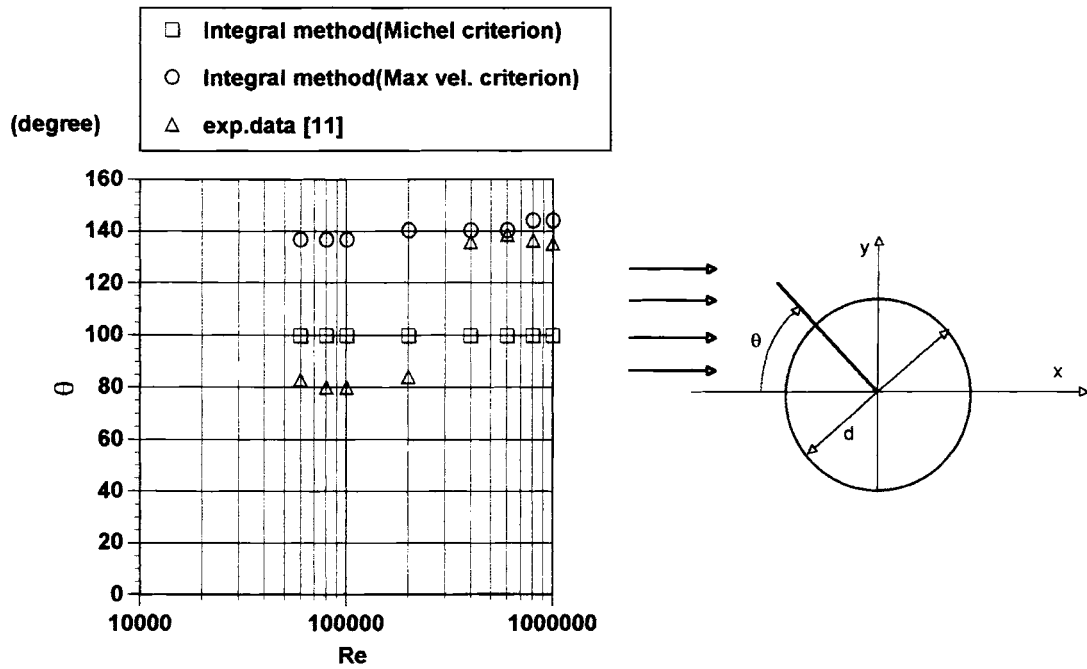 Integral method(Michel criterion)
Integral method(Max vel. criterion)
exp.data [11]
(degree)
160
140
120
100
80
60
40
20
0
θ
10000
100000
1000000
Re
y
x
θ
d